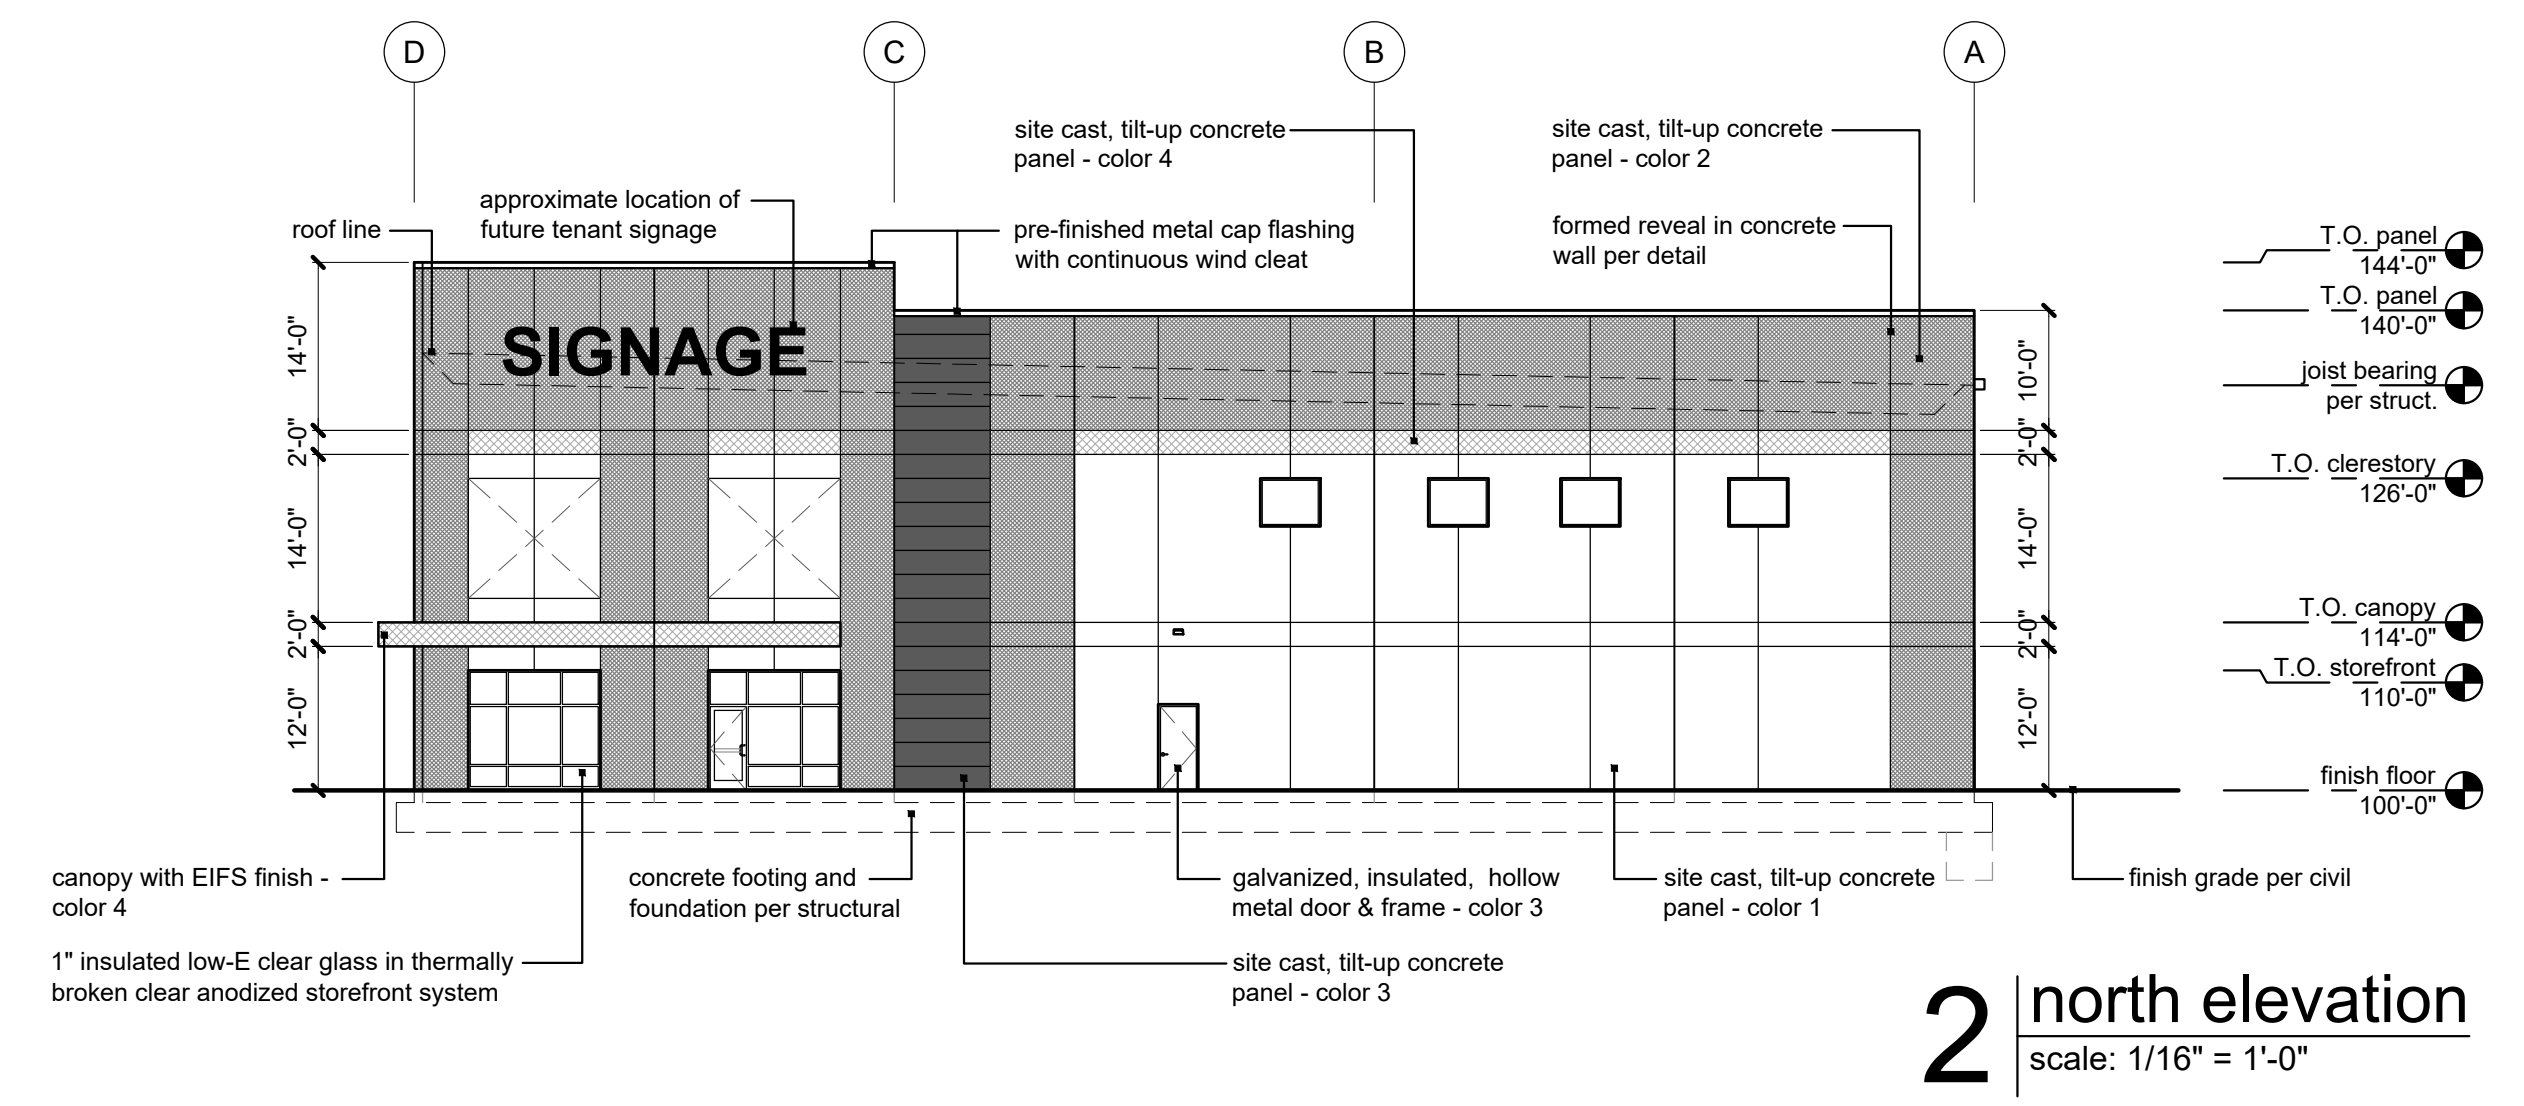 D
C
B
A
site cast, tilt-up concrete
panel - color 4
site cast, tilt-up concrete
panel - color 2
approximate location of
future tenant signage
roof line
pre-finished metal cap flashing
with continuous wind cleat
formed reveal in concrete
wall per detail
T.O. panel
144'-0"
T.O. panel
140'-0"
joist bearing
per struct.
T.O. clerestory
126'-0"
T.O. canopy
114'-0"
T.O. storefront
110'-0"
finish floor
100'-0"
14'-0"
2'-0"
14'-0"
2'-0"
12'-0"
SIGNAGE
10'-0"
2'-0"
14'-0"
2'-0"
12'-0"
canopy with EIFS finish -
color 4
concrete footing and
foundation per structural
galvanized, insulated,  hollow
metal door & frame - color 3
site cast, tilt-up concrete
panel - color 1
finish grade per civil
1" insulated low-E clear glass in thermally
broken clear anodized storefront system
site cast, tilt-up concrete
panel - color 3
2
north elevation
scale: 1/16" = 1'-0"